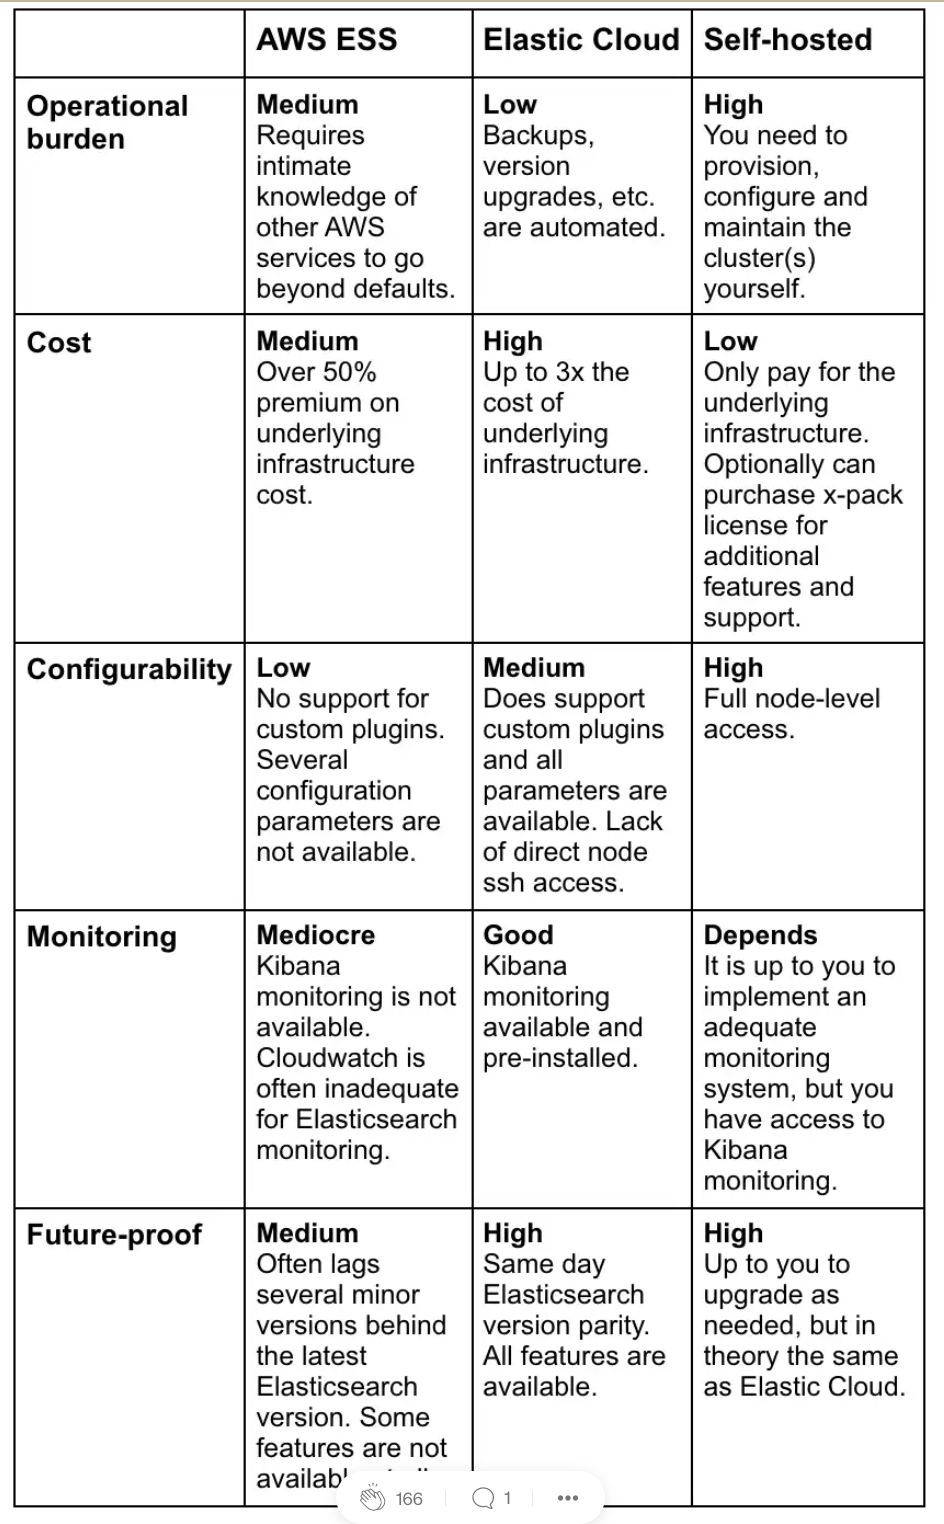 AWS ESS
Elastic Cloud
Self-hosted
Operational
burden
Medium
Requires
intimate
knowledge of
other AWS
services to go
beyond defaults.
Low
Backups,
version
upgrades, etc.
are automated.
High
You need to
provision,
configure and
maintain the
cluster(s)
yourself.
Cost
Medium
Over 50%
premium on
underlying
infrastructure
cost.
High
Up to 3x the
cost of
underlying
infrastructure.
Low
Only pay for the
underlying
infrastructure.
Optionally can
purchase x-pack
license for
additional
features and
support.
Configurability
Low
No support for
custom plugins.
Several
configuration
parameters are
not available.
Medium
Does support
custom plugins
and all
parameters are
available. Lack
of direct node
ssh access.
High
Full node-level
access.
Monitoring
Mediocre
Kibana
monitoring is not
available.
Cloudwatch is
often inadequate
for Elasticsearch
monitoring.
Good
Kibana
monitoring
available and
pre-installed.
Depends
It is up to you to
implement an
adequate
monitoring
system, but you
have access to
Kibana
monitoring.
Future-proof
Medium
Often lags
several minor
versions behind
the latest
Elasticsearch
version. Some
features are not
High
Same day
Elasticsearch
version parity.
All features are
available.
High
Up to you to
upgrade as
needed, but in
theory the same
as Elastic Cloud.
166
1